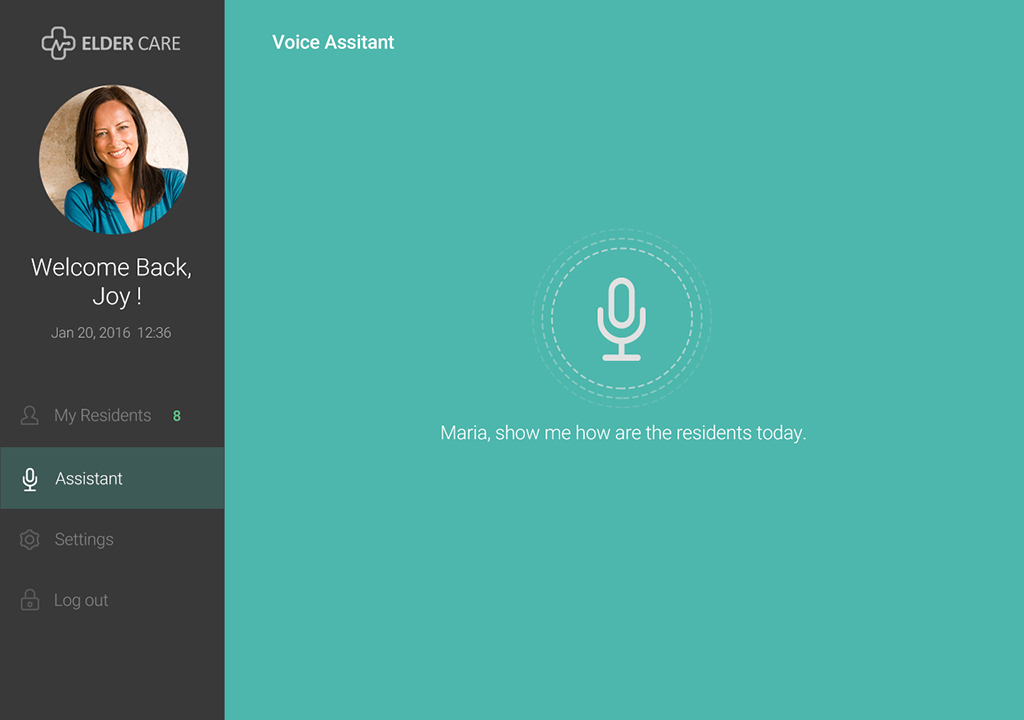 ELDER CARE
Welcome Back,
Joy !
Jan 20, 2016 12:36
My Residents 8
Assistant
Settings
Log out
Voice Assitant
Maria, show me how are the residents today.